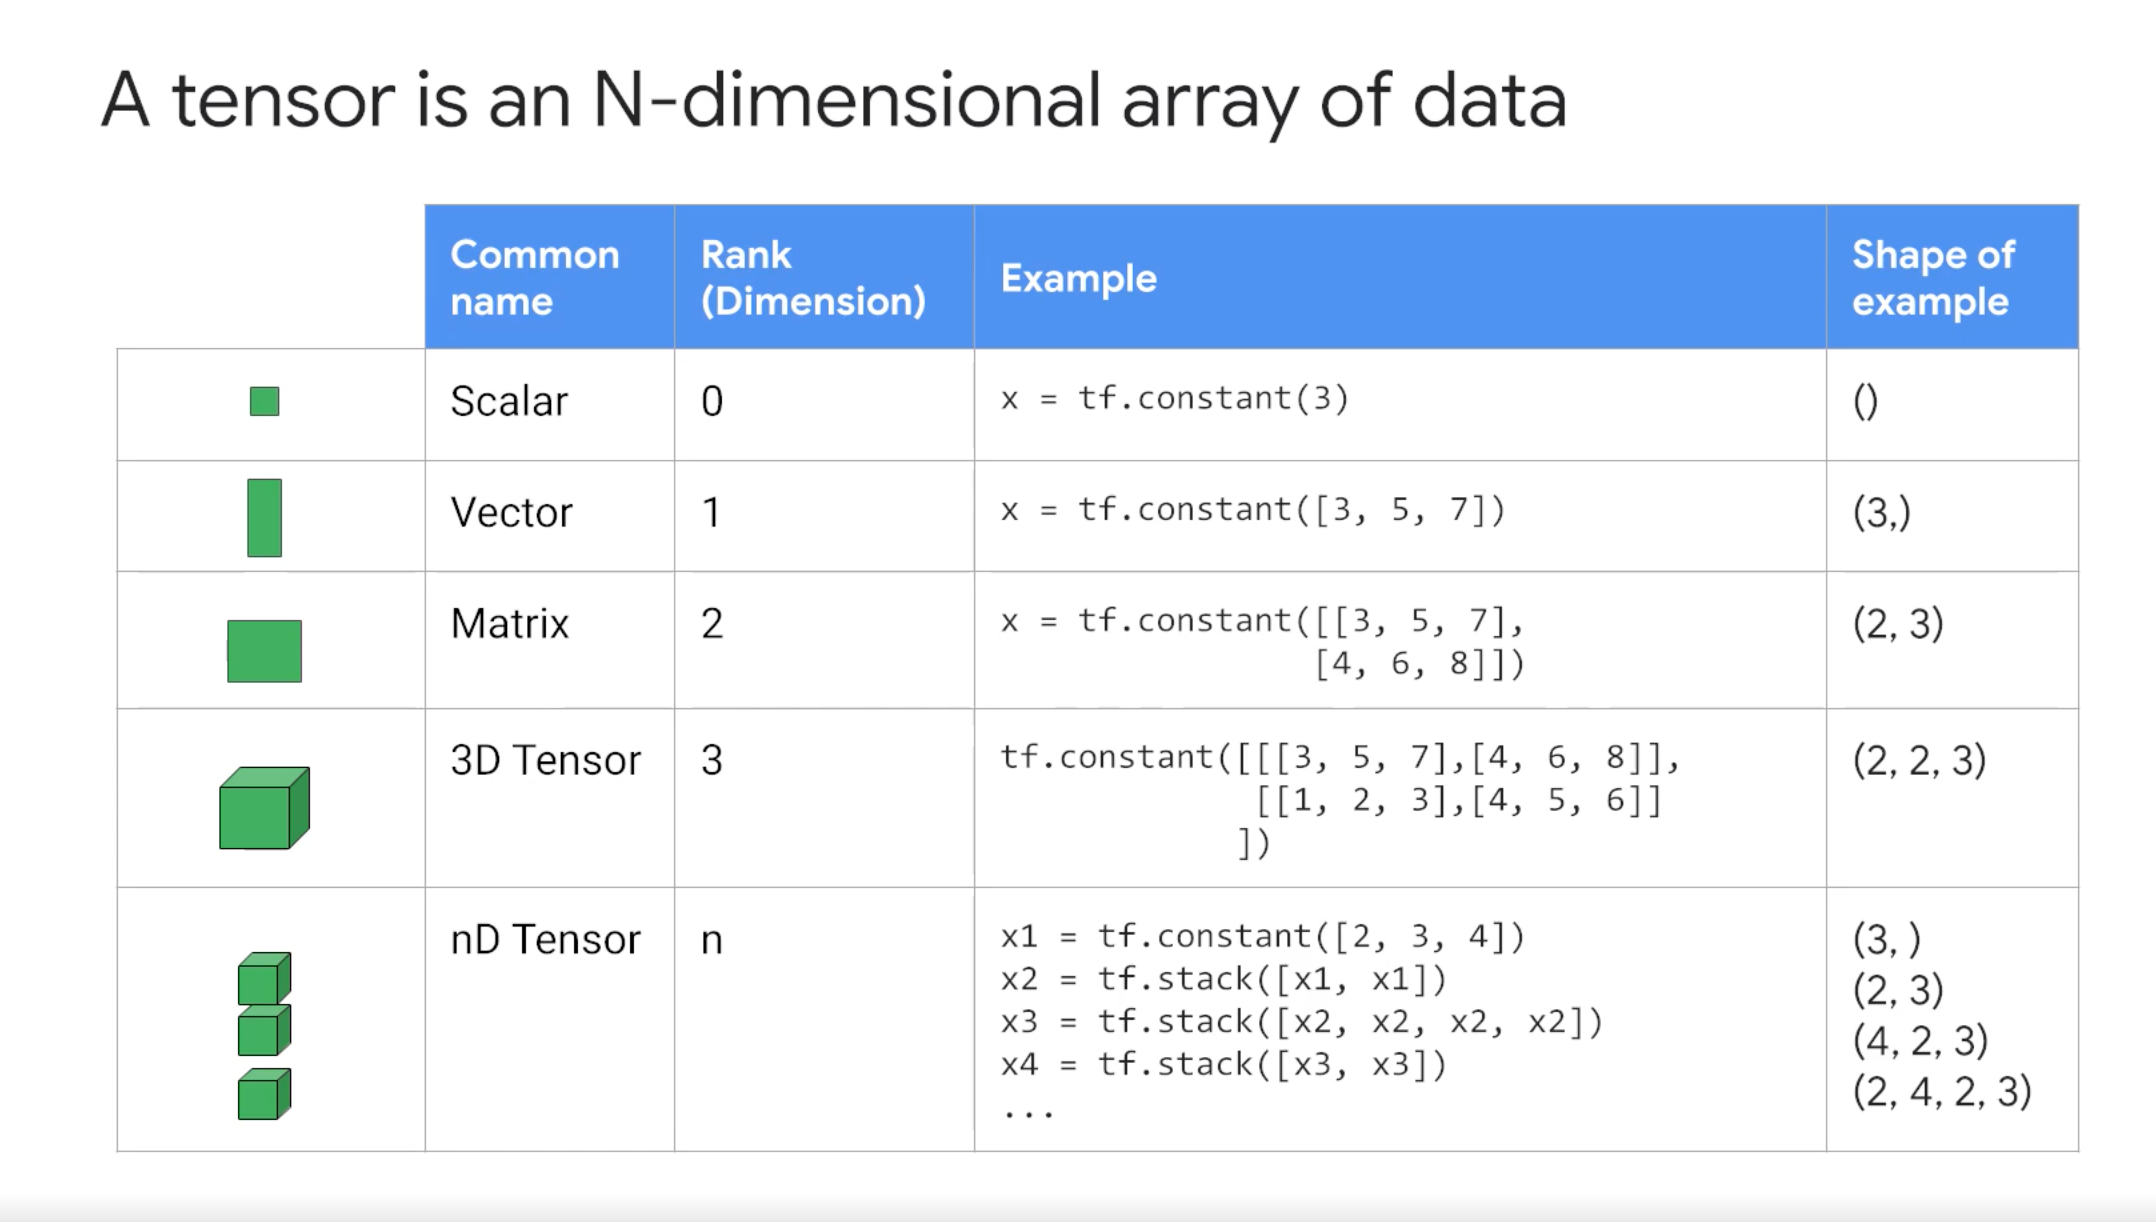 A tensor is an N-dimensional array of data
Common name
Rank (Dimension)
Example
Shape of example
Scalar
0
x = tf.constant(3)
()
Vector
1
x = tf.constant([3, 5, 7])
(3,)
Matrix
2
x = tf.constant([[3, 5, 7],
[4, 6, 8]])
(2, 3)
3D Tensor
3
tf.constant([[[3, 5, 7],[4, 6, 8]],
[[1, 2, 3],[4, 5, 6]]
])
(2, 2, 3)
nD Tensor
n
x1 = tf.constant([2, 3, 4])
x2 = tf.stack([x1, x1])
x3 = tf.stack([x2, x2, x2, x2])
x4 = tf.stack([x3, x3])
...
(3, )
(2, 3)
(4, 2, 3)
(2, 4, 2, 3)